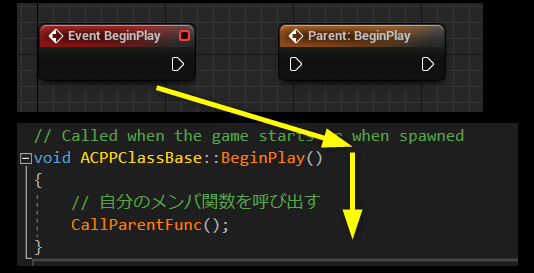 Event BeginPlay
Parent: BeginPlay
// Called when the game starts or when spawned
void ACPPClassBase::BeginPlay()
{
// 自分のメンバ関数を呼び出す
CallParentFunc();
}